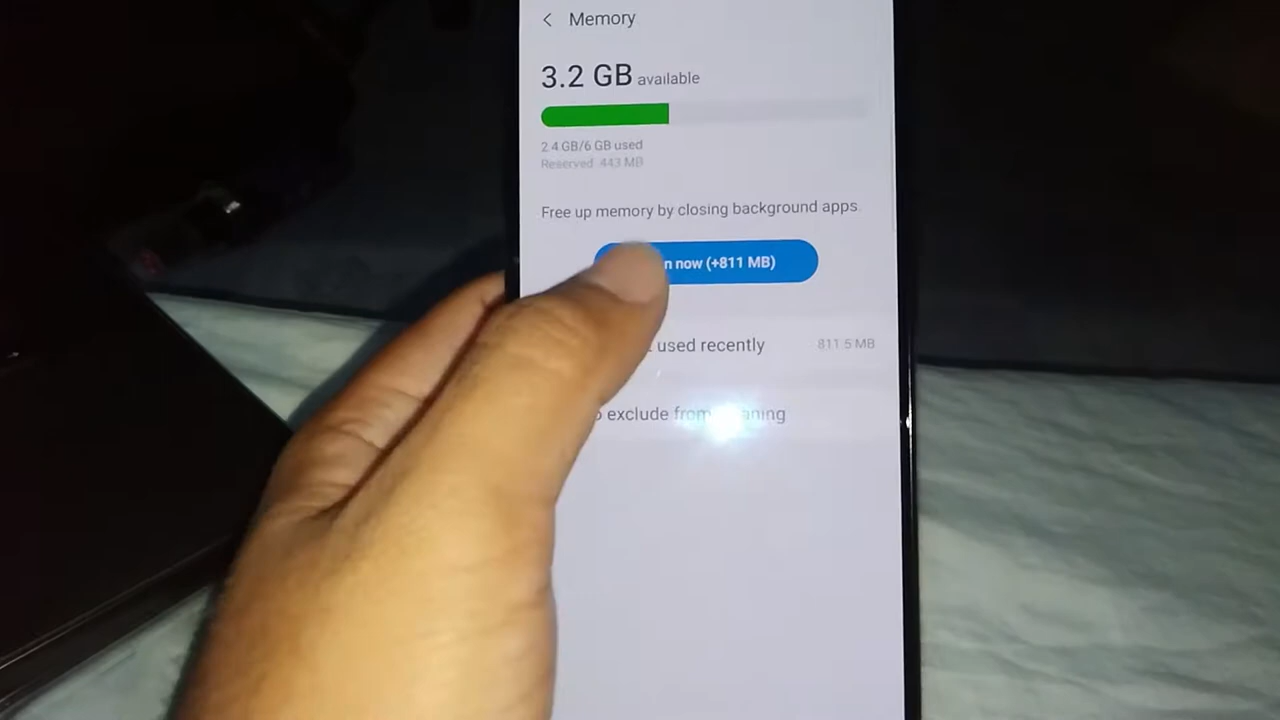 Memory
3.2 GB available
2.4 GB/6 GB used
Reserved 443 MB
Free up memory by closing background apps.
now (+811 MB)
used recently 811.5 MB
exclude from